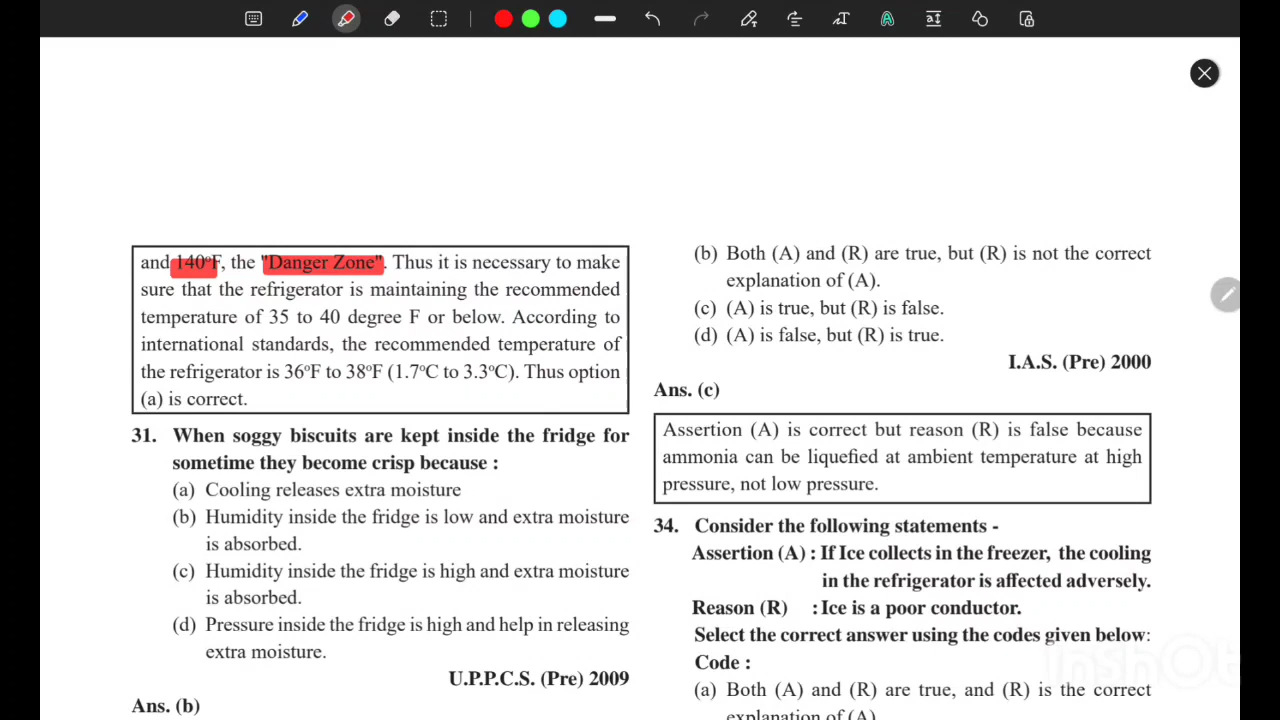 and 140°F, the "Danger Zone". Thus it is necessary to make
sure that the refrigerator is maintaining the recommended
temperature of 35 to 40 degree F or below. According to
international standards, the recommended temperature of
the refrigerator is 36°F to 38°F (1.7°C to 3.3°C). Thus option
(a) is correct.
31. When soggy biscuits are kept inside the fridge for
sometime they become crisp because :
(a) Cooling releases extra moisture
(b) Humidity inside the fridge is low and extra moisture
is absorbed.
(c) Humidity inside the fridge is high and extra moisture
is absorbed.
(d) Pressure inside the fridge is high and help in releasing
extra moisture.
U.P.P.C.S. (Pre) 2009
Ans. (b)
(b) Both (A) and (R) are true, but (R) is not the correct
explanation of (A).
(c) (A) is true, but (R) is false.
(d) (A) is false, but (R) is true.
I.A.S. (Pre) 2000
Ans. (c)
Assertion (A) is correct but reason (R) is false because
ammonia can be liquefied at ambient temperature at high
pressure, not low pressure.
34. Consider the following statements -
Assertion (A) : If Ice collects in the freezer, the cooling
in the refrigerator is affected adversely.
Reason (R) : Ice is a poor conductor.
Select the correct answer using the codes given below:
Code :
(a) Both (A) and (R) are true, and (R) is the correct
explanation of (A)
InshOt